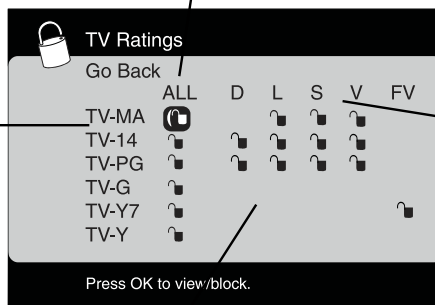 TV Ratings
Go Back
ALL D L S V FV
TV-MA
TV-14
TV-PG
TV-G
TV-Y7
TV-Y
Press OK to view/block.